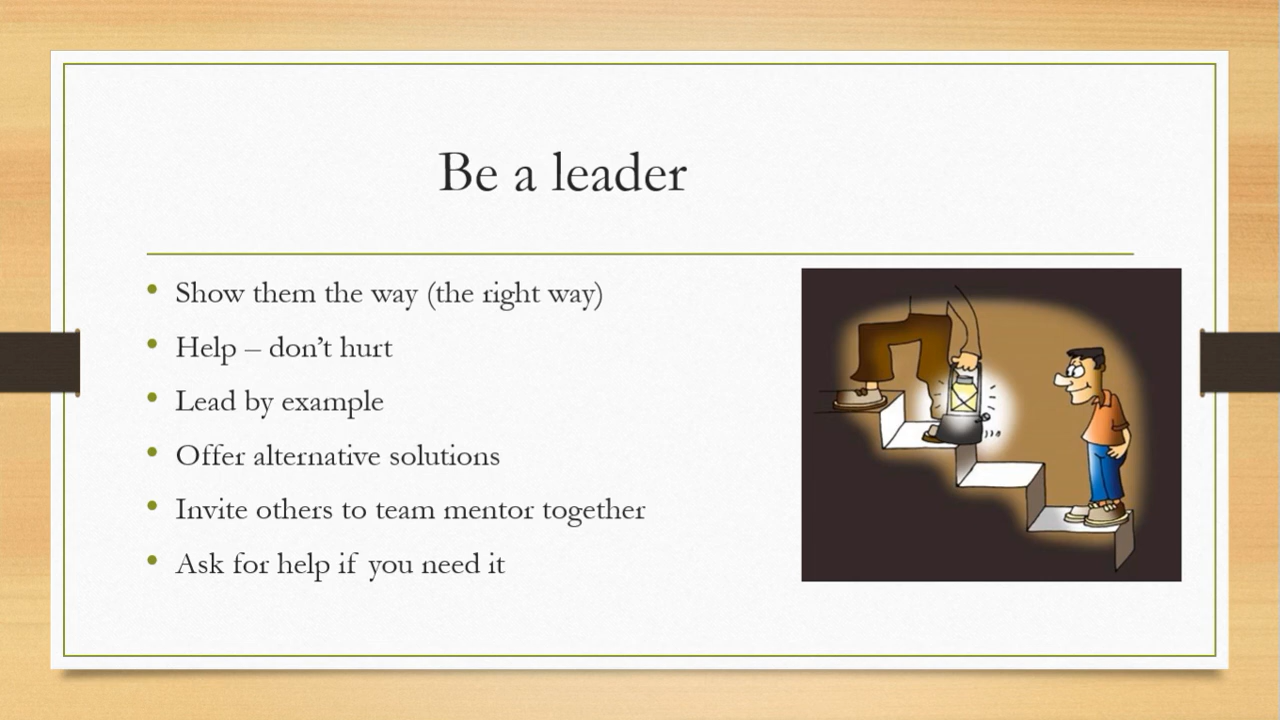 Be a leader
• Show them the way (the right way)
• Help – don’t hurt
• Lead by example
• Offer alternative solutions
• Invite others to team mentor together
• Ask for help if you need it